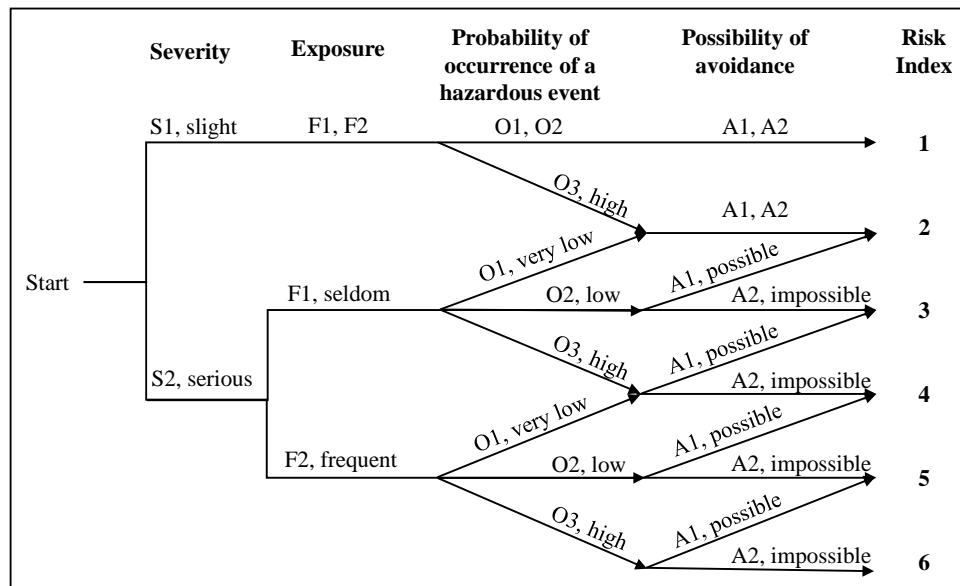 Severity
Exposure
Probability of
occurrence of a
hazardous event
Possibility of
avoidance
Risk
Index
S1, slight
F1, F2
O1, O2
A1, A2
1
O3, high
A1, A2
2
O1, very low
A1, possible
Start
F1, seldom
O2, low
A2, impossible
3
O3, high
A1, possible
S2, serious
A2, impossible
4
O1, very low
A1, possible
F2, frequent
O2, low
A2, impossible
5
O3, high
A1, possible
A2, impossible
6